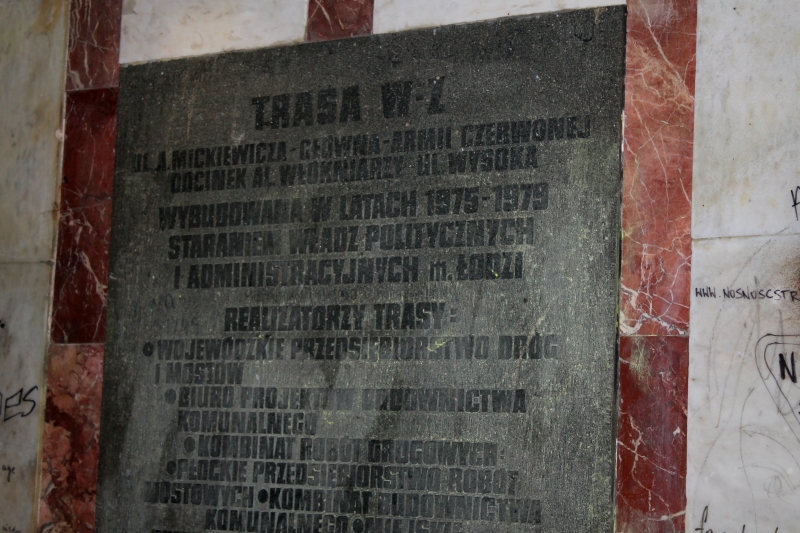 TRASA W-Z
UL. A. MICKIEWICZA - GŁÓWNA - ARMII CZERWONEJ
ODCINEK AL. WŁÓKNIARZY - UL. WYSOKA
WYBUDOWANA W LATACH 1975-1979
STARANIEM WŁADZ POLITYCZNYCH
I ADMINISTRACYJNYCH m. ŁODZI
REALIZATORZY TRASY:
• WOJEWÓDZKIE PRZEDSIĘBIORSTWO DRÓG
I MOSTÓW
• BIURO PROJEKTÓW BUDOWNICTWA
KOMUNALNEGO
• KOMBINAT ROBÓT DROGOWYCH
• PŁOCKIE PRZEDSIĘBIORSTWO ROBÓT
MOSTOWYCH • KOMBINAT BUDOWNICTWA
KOMUNALNEGO • MIEJSKIE